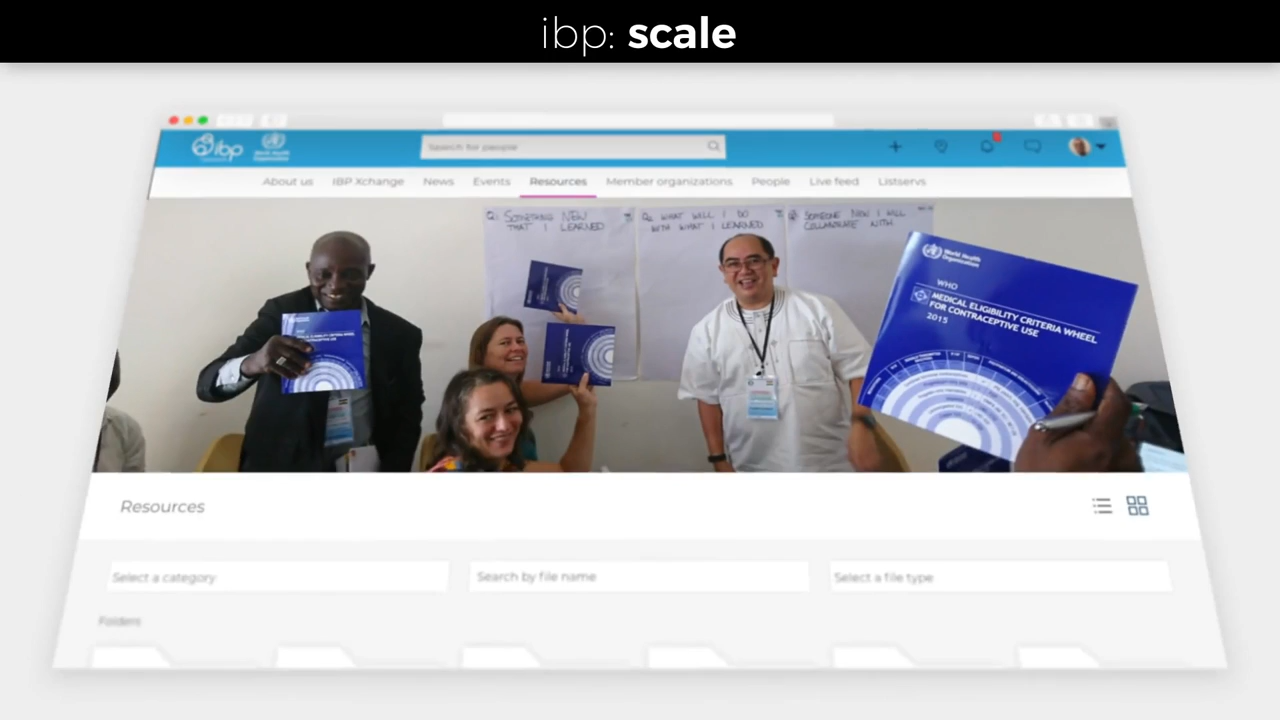 ibp: scale
ibp
World Health
Organization
Search for people
About us IBP Xchange News Events Resources Member organizations People Live feed Listservs
Q1 SOMETHING NEW
THAT I LEARNED
Q2 WHAT WILL I DO
WITH WHAT I LEARNED
SOMEONE NEW I WILL
COLLABORATE WITH
World Health
Organization
WHO
MEDICAL ELIGIBILITY CRITERIA WHEEL
FOR CONTRACEPTIVE USE
2015
Resources
Select a category
Search by file name
Select a file type
Folders